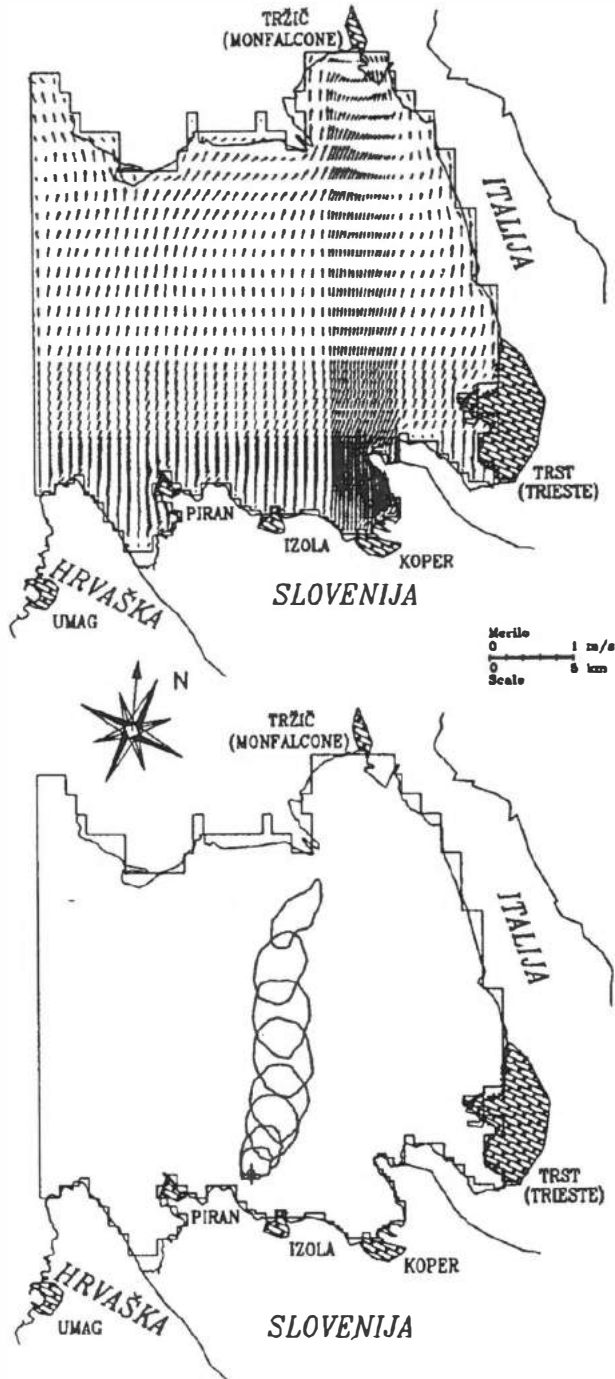 TRŽIČ
(MONFALCONE)
ITALIJA
TRST
(TRIESTE)
PIRAN
IZOLA
KOPER
HRVAŠKA
UMAG
SLOVENIJA
Merilo
0 1 m/s
0 5 km
Scale
N
TRŽIČ
(MONFALCONE)
ITALIJA
TRST
(TRIESTE)
PIRAN
IZOLA
KOPER
HRVAŠKA
UMAG
SLOVENIJA